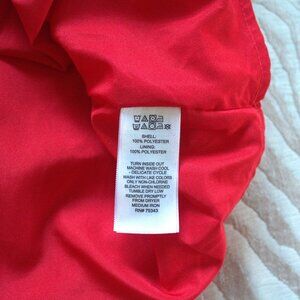 SHELL:
100% POLYESTER
LINING:
100% POLYESTER
TURN INSIDE OUT
MACHINE WASH COOL
- DELICATE CYCLE
WASH WITH LIKE COLORS
ONLY NON-CHLORINE
BLEACH WHEN NEEDED
TUMBLE DRY LOW
REMOVE PROMPTLY
FROM DRYER
MEDIUM IRON
RN# 75343